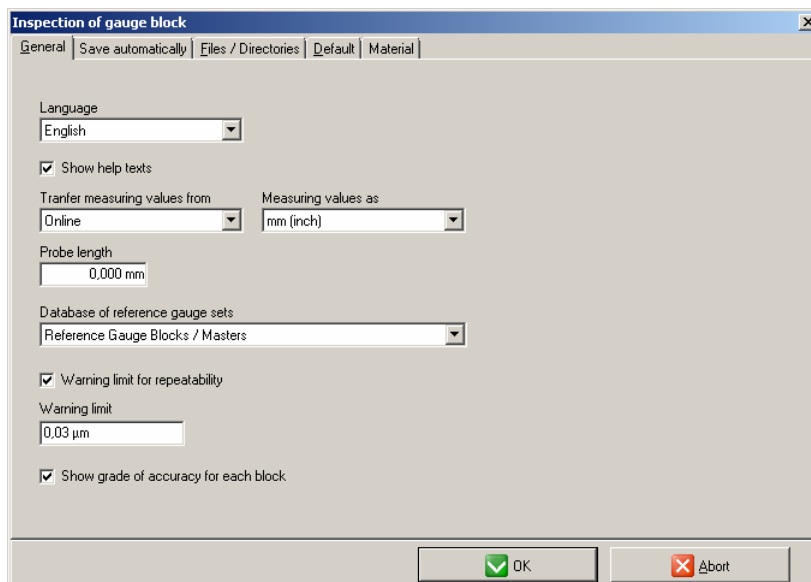 Inspection of gauge block
General Save automatically Files / Directories Default Material
Language
English
Show help texts
Tranfer measuring values from Measuring values as
Online mm (inch)
Probe length
0,000 mm
Database of reference gauge sets
Reference Gauge Blocks / Masters
Warning limit for repeatability
Warning limit
0,03 µm
Show grade of accuracy for each block
OK Abort